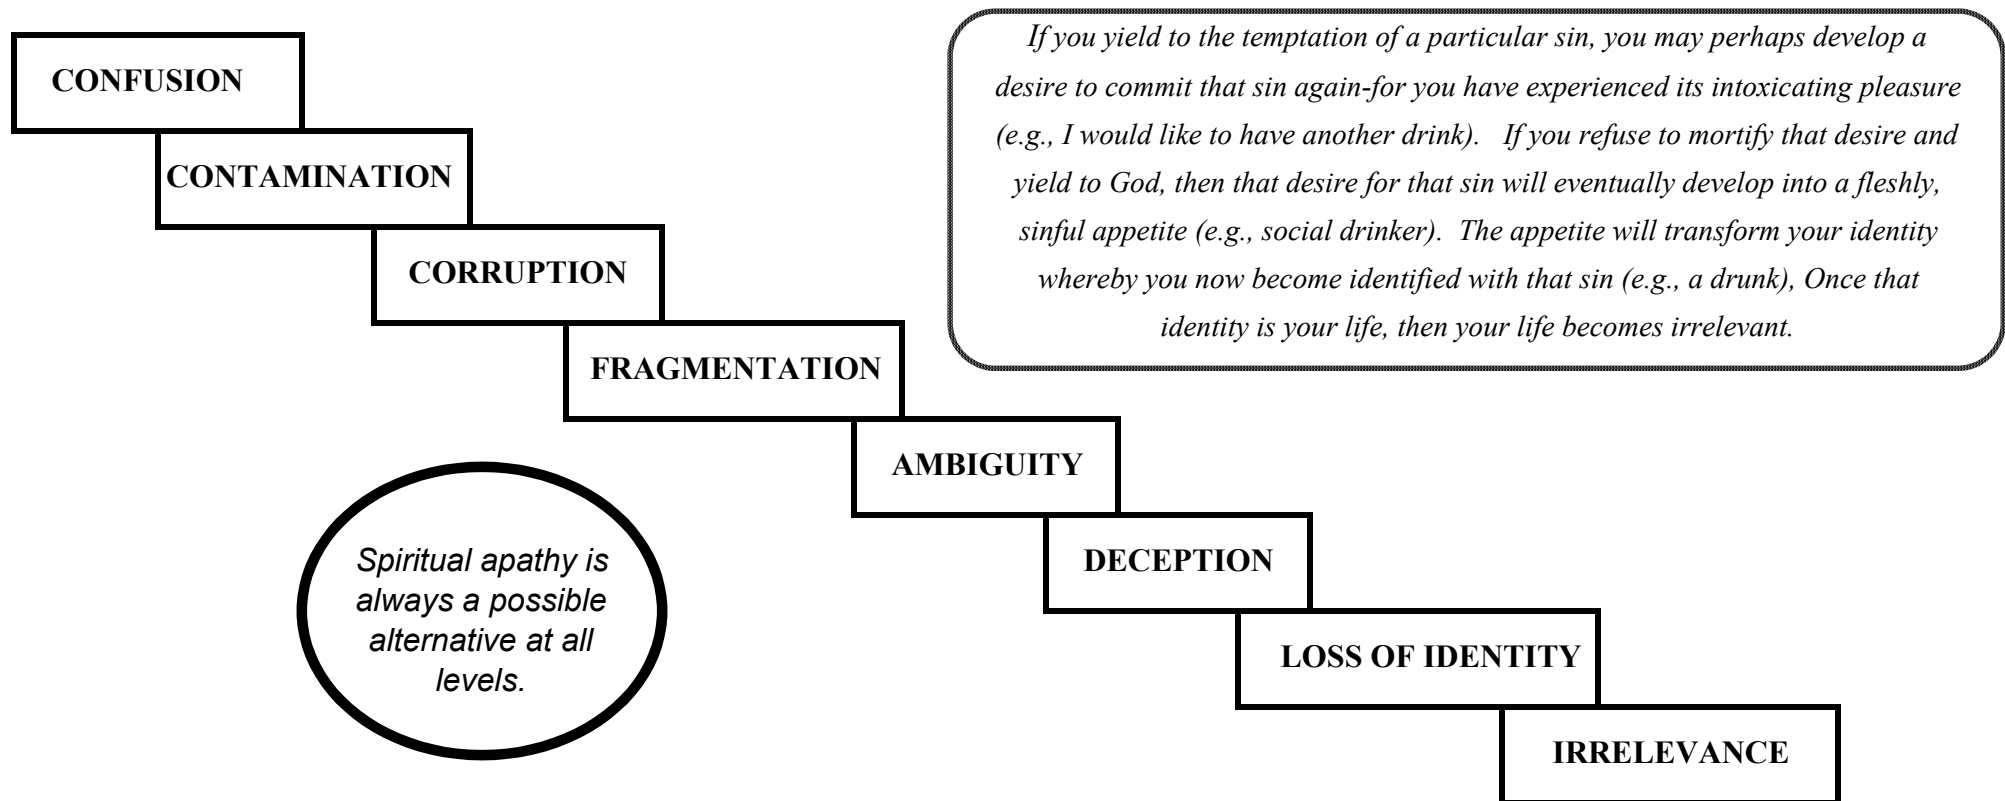 CONFUSION
CONTAMINATION
CORRUPTION
FRAGMENTATION
AMBIGUITY
DECEPTION
LOSS OF IDENTITY
IRRELEVANCE
If you yield to the temptation of a particular sin, you may perhaps develop a
desire to commit that sin again-for you have experienced its intoxicating pleasure
(e.g., I would like to have another drink).   If you refuse to mortify that desire and
yield to God, then that desire for that sin will eventually develop into a fleshly,
sinful appetite (e.g., social drinker).  The appetite will transform your identity
whereby you now become identified with that sin (e.g., a drunk), Once that
identity is your life, then your life becomes irrelevant.
Spiritual apathy is
always a possible
alternative at all
levels.